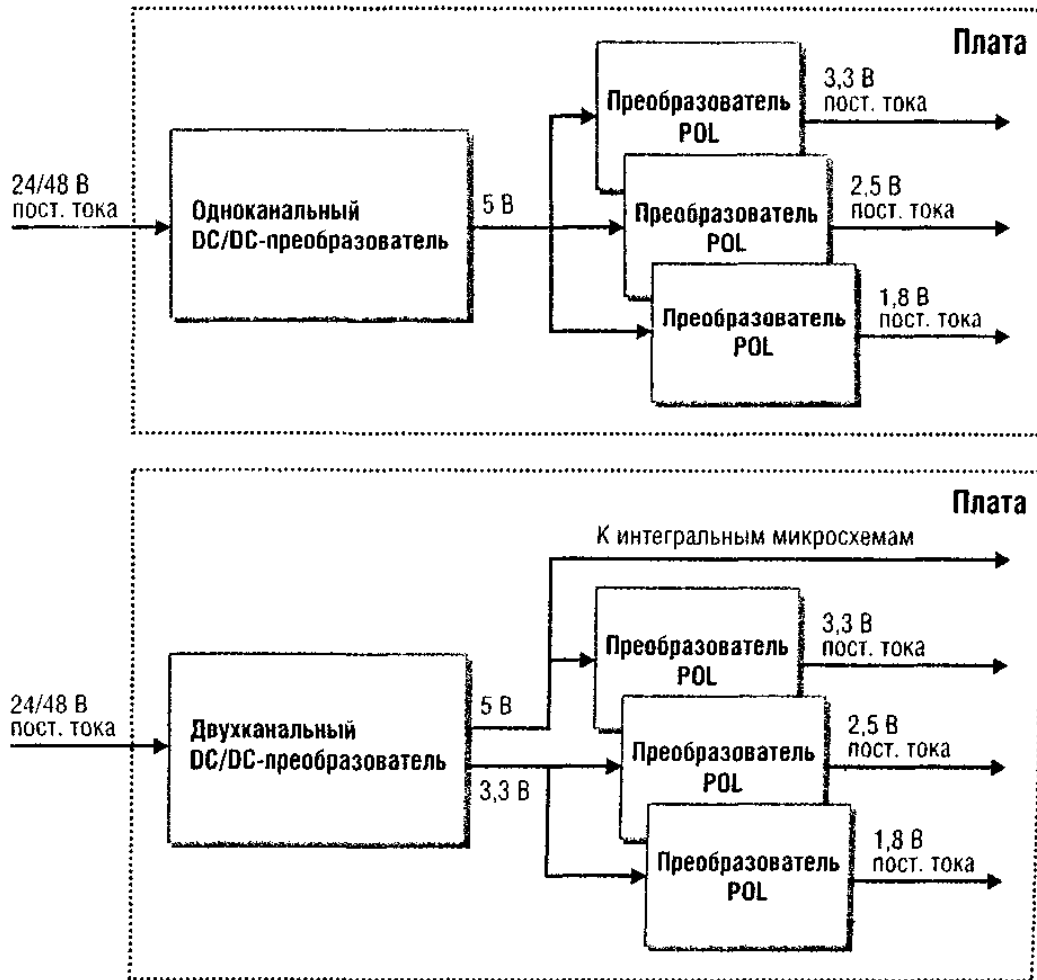 Плата
24/48 В
пост. тока
Одноканальный
DC/DC-преобразователь
5 В
Преобразователь
POL
3,3 В
пост. тока
Преобразователь
POL
2,5 В
пост. тока
Преобразователь
POL
1,8 В
пост. тока
Плата
К интегральным микросхемам
24/48 В
пост. тока
Двухканальный
DC/DC-преобразователь
5 В
3,3 В
Преобразователь
POL
3,3 В
пост. тока
Преобразователь
POL
2,5 В
пост. тока
Преобразователь
POL
1,8 В
пост. тока